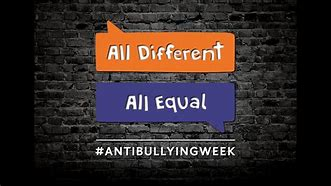 All Different
All Equal
#ANTIBULLYINGWEEK